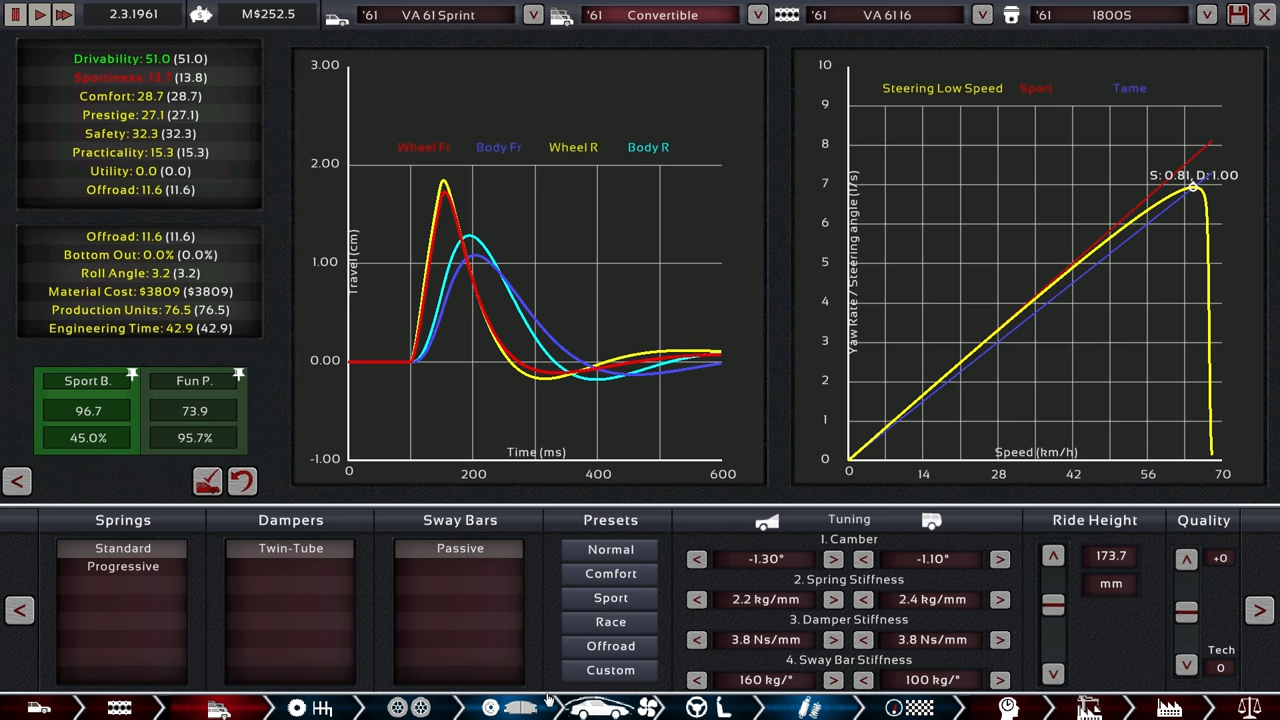 2.3.1961 M$252.5 '61 VA 61 Sprint '61 Convertible '61 VA 61 I6 '61 1800S
Drivability: 51.0 (51.0)
Sportiness: 13.7 (13.8)
Comfort: 28.7 (28.7)
Prestige: 27.1 (27.1)
Safety: 32.3 (32.3)
Practicality: 15.3 (15.3)
Utility: 0.0 (0.0)
Offroad: 11.6 (11.6)
Offroad: 11.6 (11.6)
Bottom Out: 0.0% (0.0%)
Roll Angle: 3.2 (3.2)
Material Cost: $3809 ($3809)
Production Units: 76.5 (76.5)
Engineering Time: 42.9 (42.9)
Sport B. Fun P.
96.7 73.9
45.0% 95.7%
3.00
Wheel Fr Body Fr Wheel R Body R
2.00
1.00
0.00
-1.00
Travel (cm)
Time (ms)
0 200 400 600
10
Steering Low Speed Sport Tame
9
8
S: 0.81, D: 1.00
7
6
5
4
3
2
1
0
Yaw Rate / Steering angle (1/s)
Speed (km/h)
0 14 28 42 56 70
Springs Dampers Sway Bars Presets Tuning Ride Height Quality
Standard Twin-Tube Passive Normal
Progressive
Comfort
Sport
Race
Offroad
Custom
1. Camber
-1.30° -1.10°
2. Spring Stiffness
2.2 kg/mm 2.4 kg/mm
3. Damper Stiffness
3.8 Ns/mm 3.8 Ns/mm
4. Sway Bar Stiffness
160 kg/° 100 kg/°
173.7
mm
+0
Tech
0